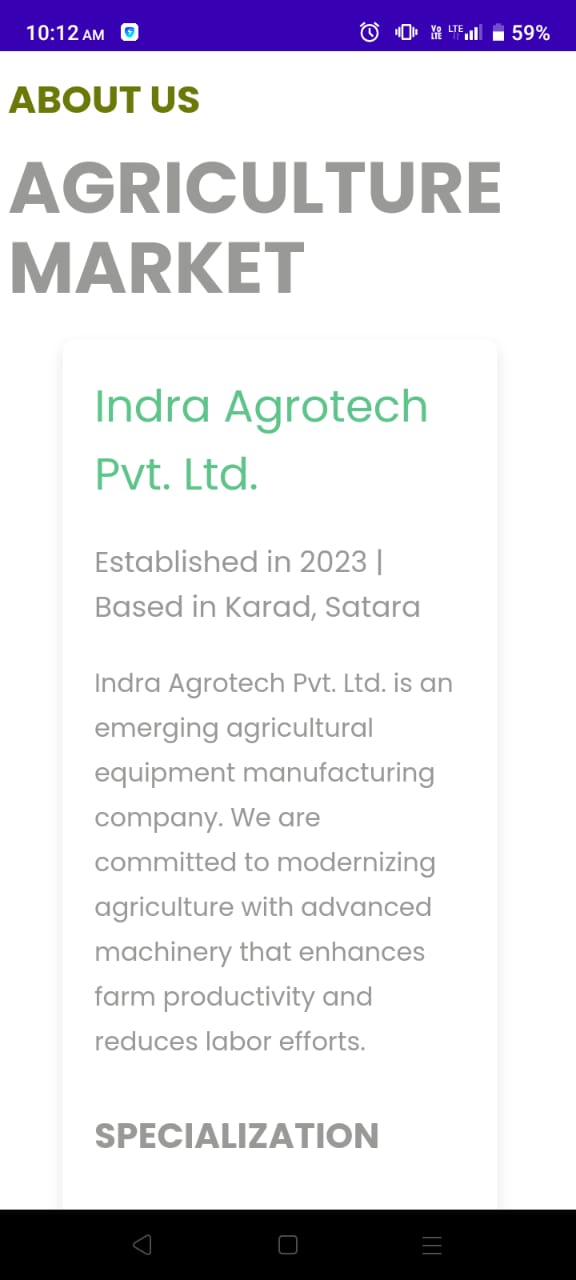 10:12 AM
Vo LTE LTE 59%
ABOUT US
AGRICULTURE
MARKET
Indra Agrotech
Pvt. Ltd.
Established in 2023 |
Based in Karad, Satara
Indra Agrotech Pvt. Ltd. is an
emerging agricultural
equipment manufacturing
company. We are
committed to modernizing
agriculture with advanced
machinery that enhances
farm productivity and
reduces labor efforts.
SPECIALIZATION